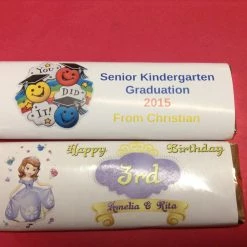 You
DID
It!
Senior Kindergarten
Graduation
2015
From Christian
Happy Birthday
3rd
Amelia & Rita